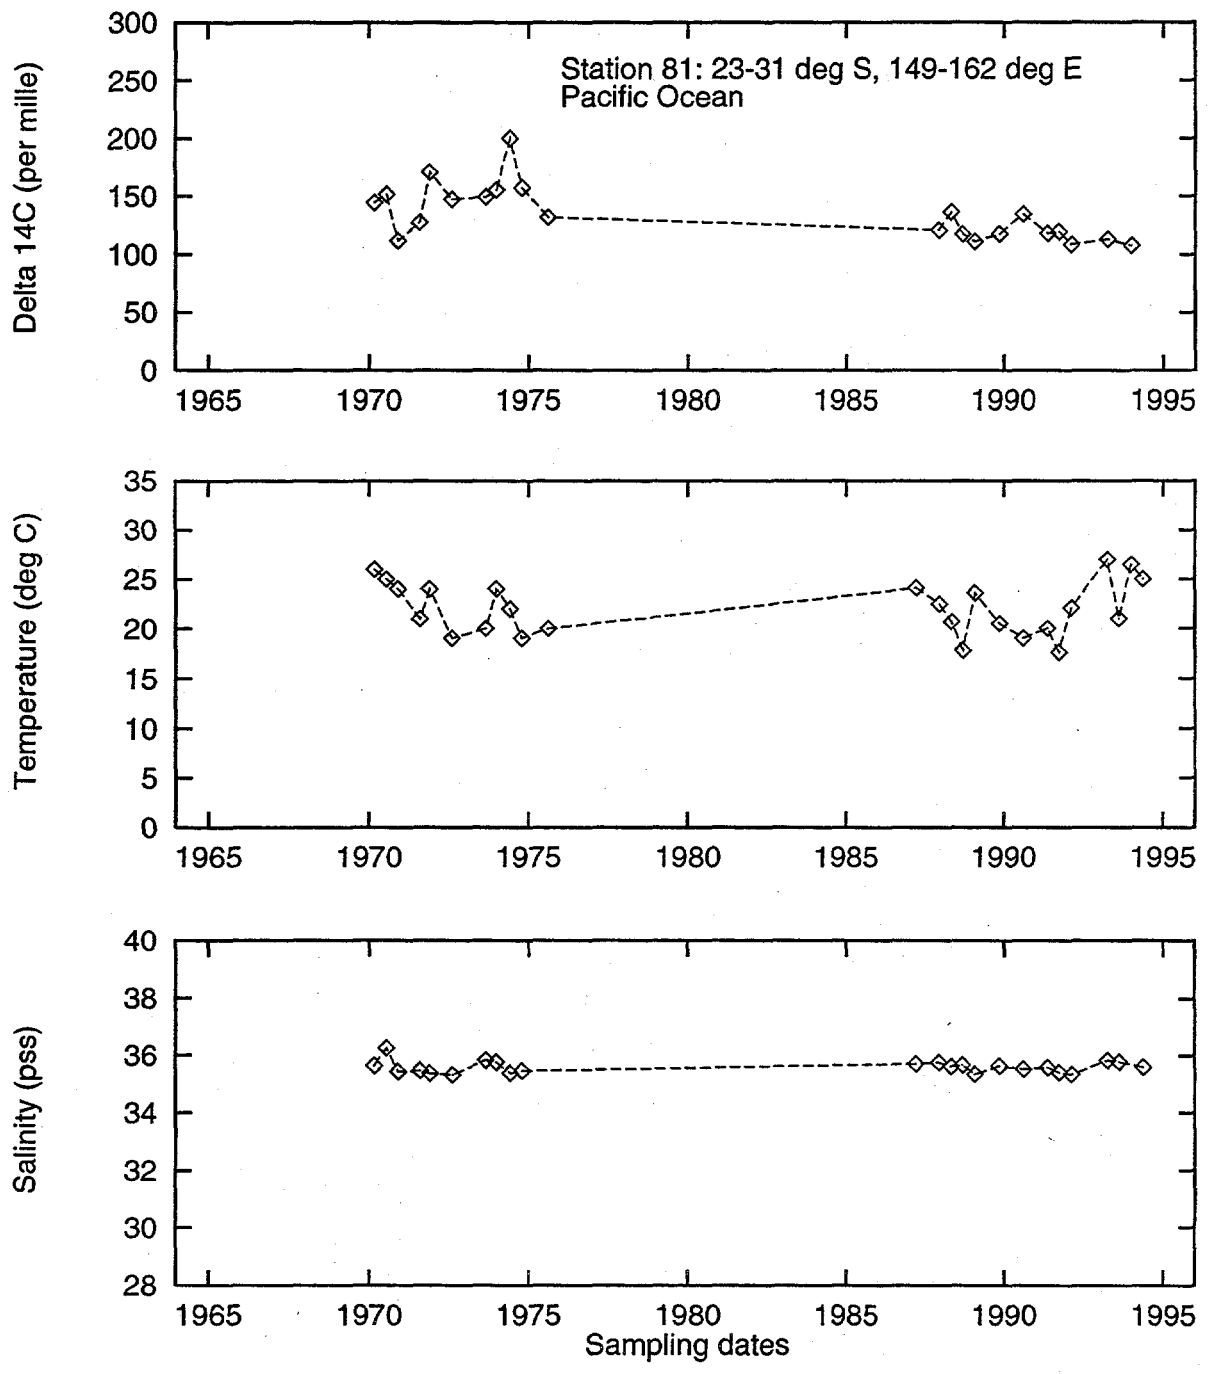 300
250
200
150
100
50
0
Delta 14C (per mille)
Station 81: 23-31 deg S, 149-162 deg E
Pacific Ocean
1965 1970 1975 1980 1985 1990 1995
35
30
25
20
15
10
5
0
Temperature (deg C)
1965 1970 1975 1980 1985 1990 1995
40
38
36
34
32
30
28
Salinity (pss)
1965 1970 1975 1980 1985 1990 1995
Sampling dates